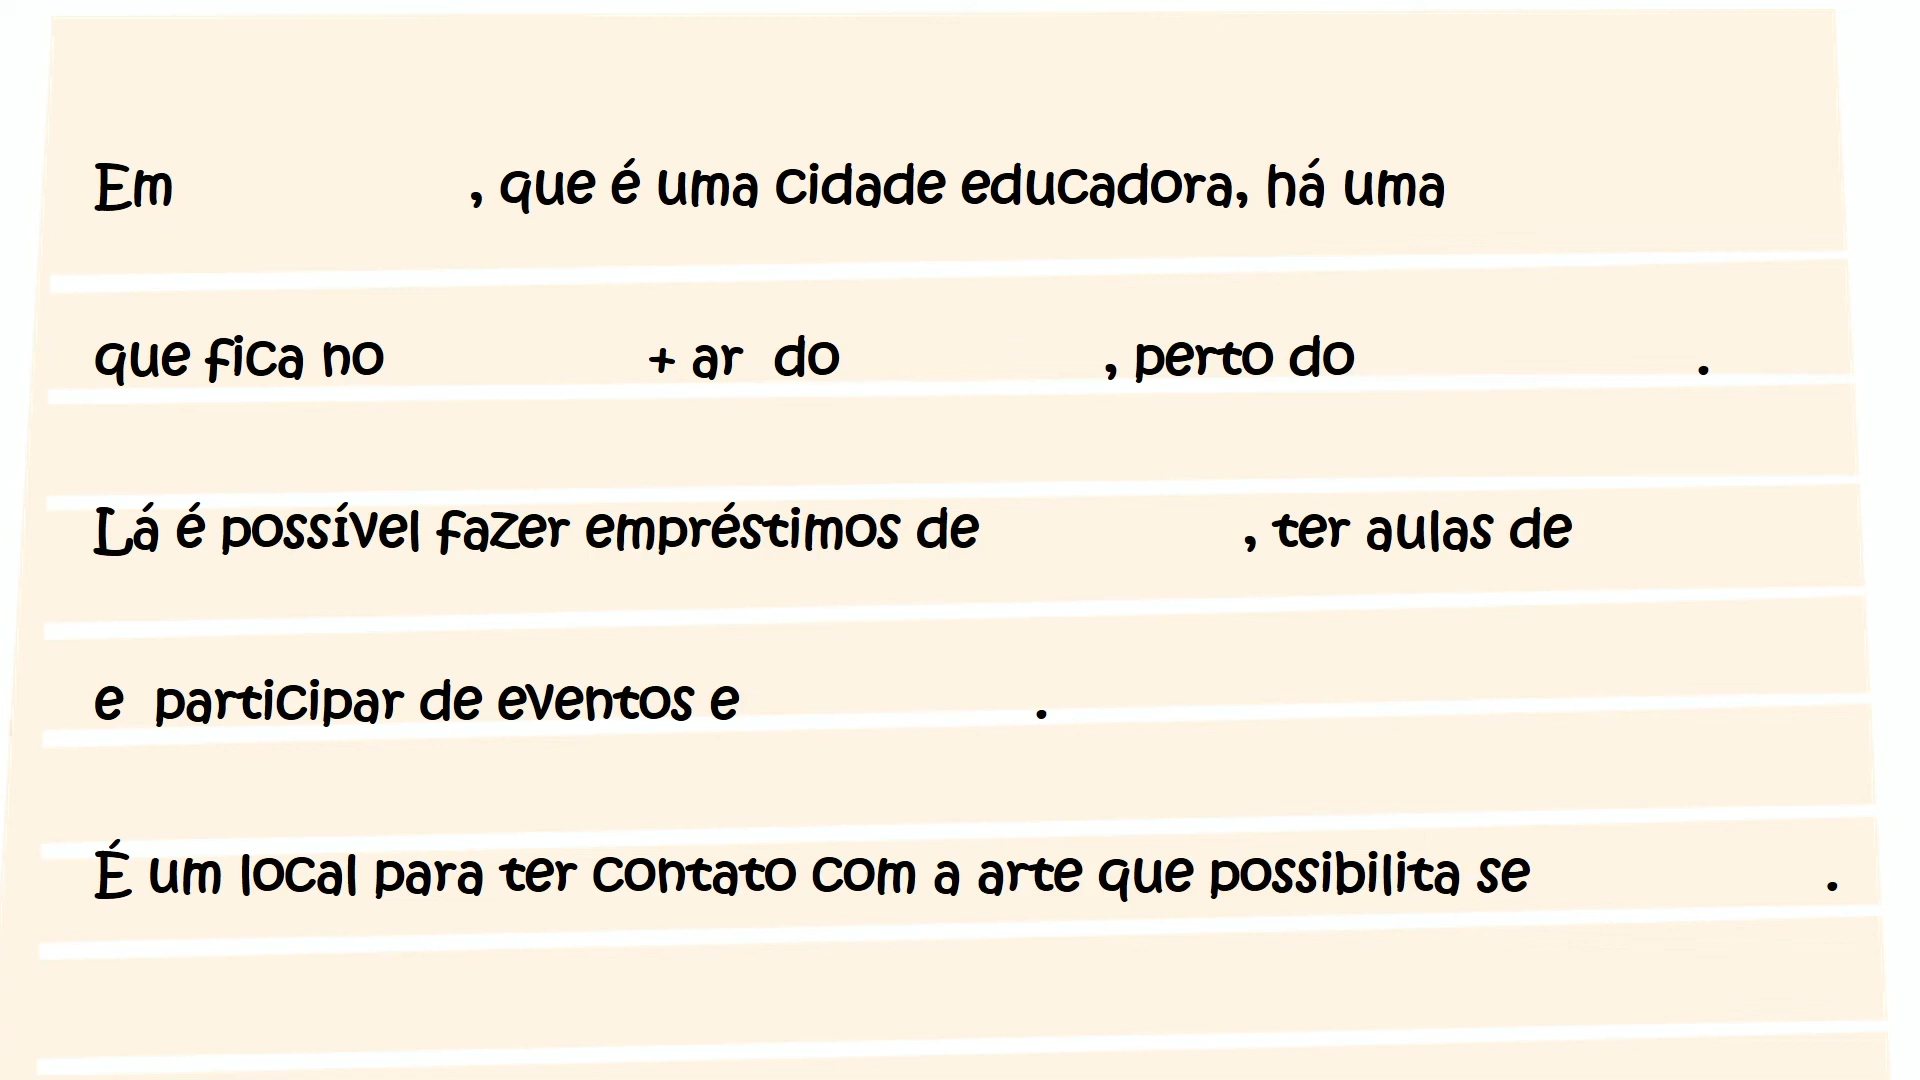 Em , que é uma cidade educadora, há uma
que fica no + ar do , perto do .
Lá é possível fazer empréstimos de , ter aulas de
e participar de eventos e .
É um local para ter contato com a arte que possibilita se .